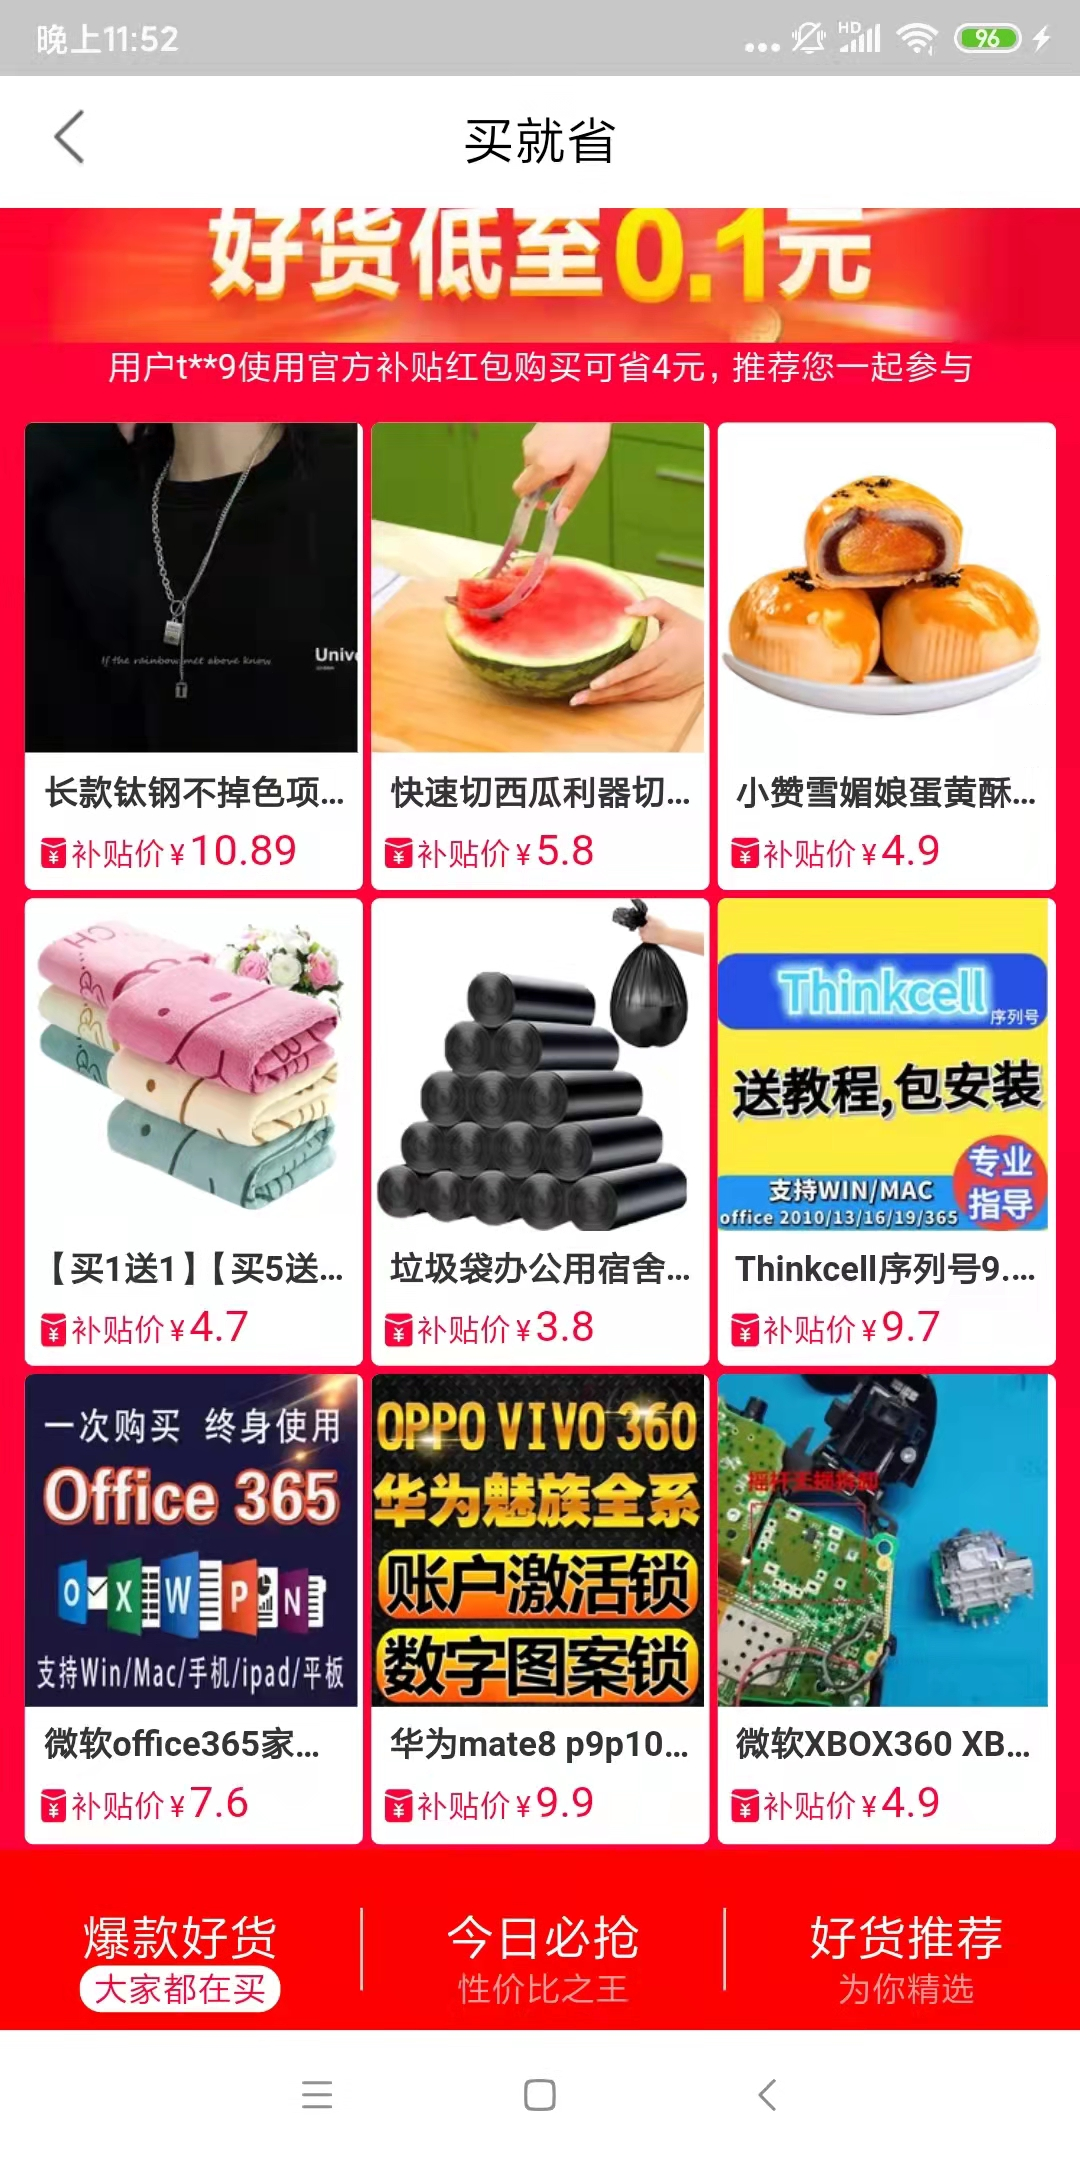 晚上11:52
HD
96
买就省
好货低至0.1元
用户t**9使用官方补贴红包购买可省4元，推荐您一起参与
If the rainbow met above know
Unive
长款钛钢不掉色项...
补贴价¥10.89
快速切西瓜利器切...
补贴价¥5.8
小赞雪媚娘蛋黄酥...
补贴价¥4.9
【买1送1】【买5送...
补贴价¥4.7
垃圾袋办公用宿舍...
补贴价¥3.8
Thinkcell
序列号
送教程,包安装
专业
指导
支持WIN/MAC
office 2010/13/16/19/365
Thinkcell序列号9....
补贴价¥9.7
一次购买 终身使用
Office 365
O X W P N
支持Win/Mac/手机/ipad/平板
微软office365家...
补贴价¥7.6
OPPO VIVO 360
华为魅族全系
账户激活锁
数字图案锁
华为mate8 p9p10...
补贴价¥9.9
微软XBOX360 XB...
补贴价¥4.9
爆款好货
大家都在买
今日必抢
性价比之王
好货推荐
为你精选